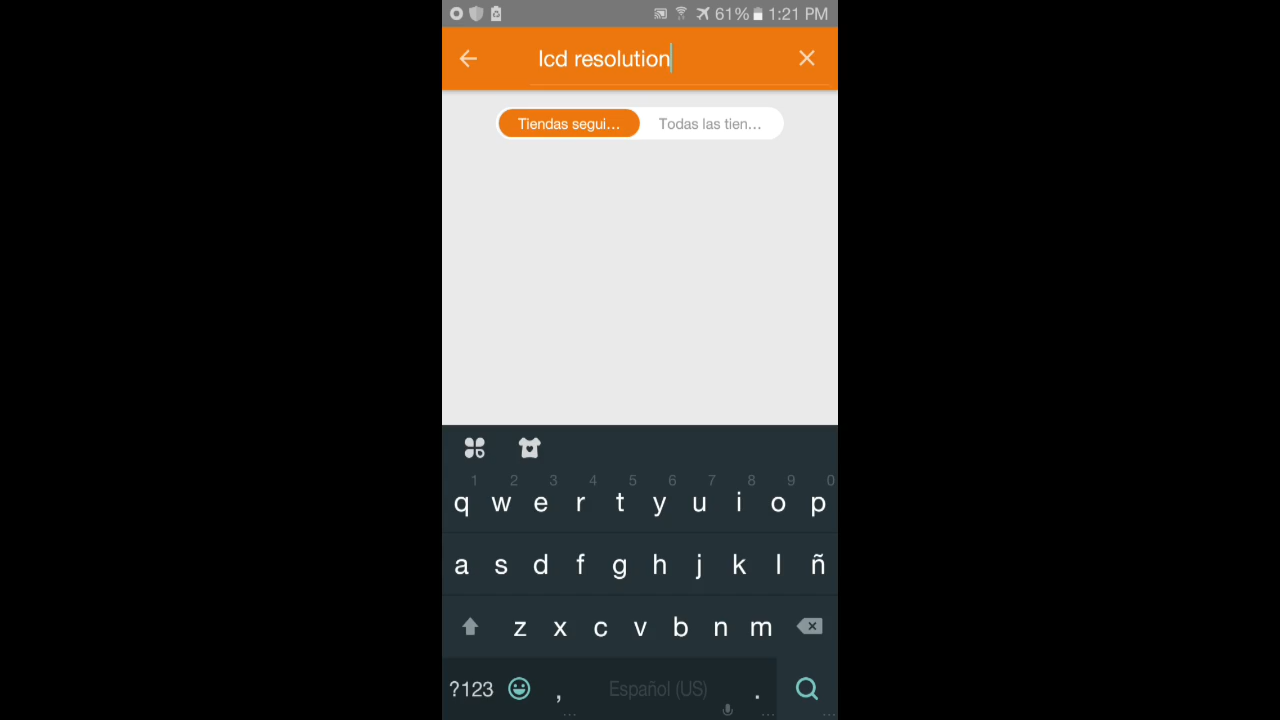 61% 1:21 PM
lcd resolution
Tiendas segui... Todas las tien...
1 2 3 4 5 6 7 8 9 0
q w e r t y u i o p
a s d f g h j k l ñ
z x c v b n m
?123 , Español (US) .